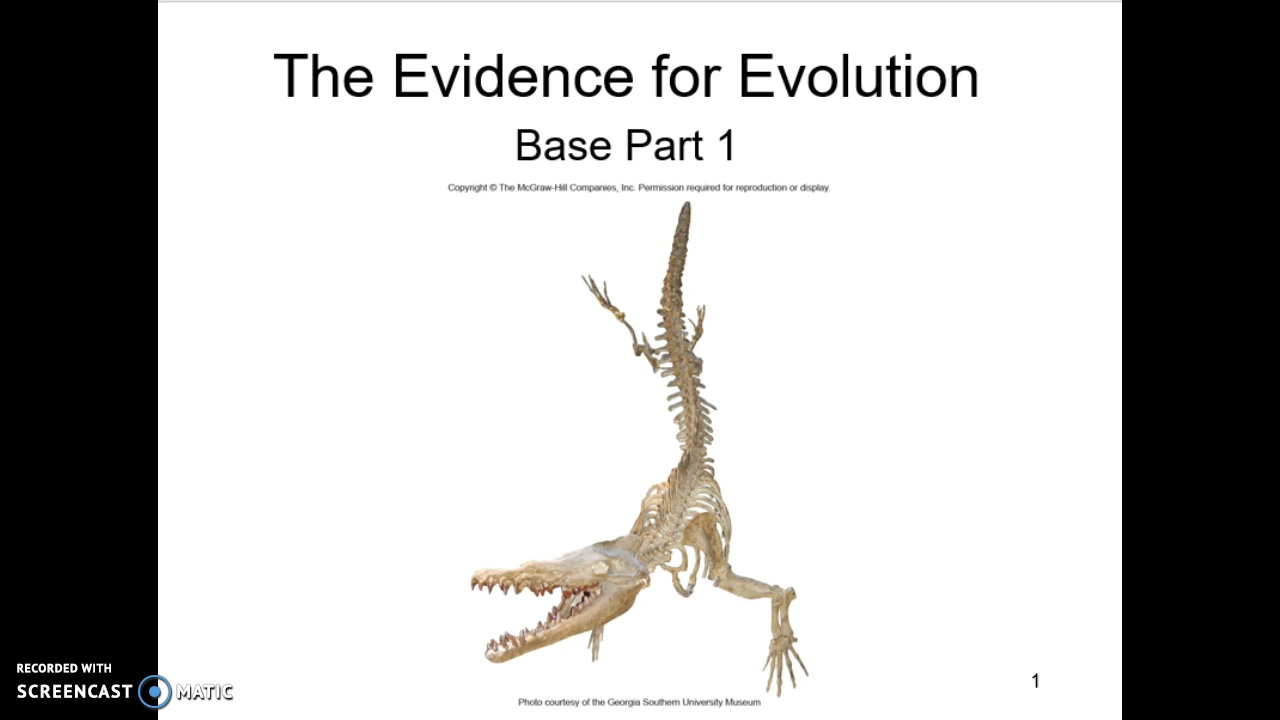 The Evidence for Evolution
Base Part 1
Copyright © The McGraw-Hill Companies, Inc. Permission required for reproduction or display.
RECORDED WITH
SCREENCAST MATIC
1
Photo courtesy of the Georgia Southern University Museum